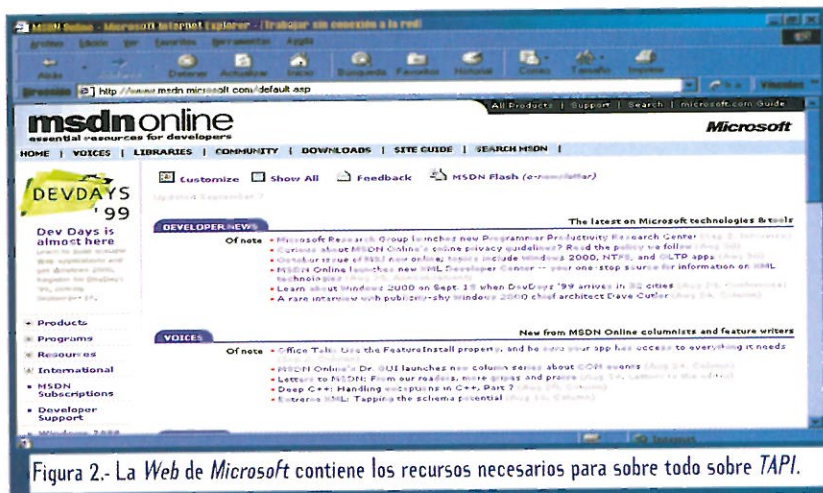 MSDN Online - Microsoft Internet Explorer - [Trabajar sin conexión a la red]
Archivo Edición Ver Favoritos Herramientas Ayuda
Atrás Detener Actualizar Inicio Búsqueda Favoritos Historial Correo Tamaño Imprimir
Dirección http://www.msdn.microsoft.com/default.asp Vínculos
All Products | Support | Search | microsoft.com Guide
msdn online
essential resources for developers
Microsoft
HOME | VOICES | LIBRARIES | COMMUNITY | DOWNLOADS | SITE GUIDE | SEARCH MSDN |
Customize Show All Feedback MSDN Flash (e-newsletter)
Updated September 7
DEVDAYS '99
Dev Days is almost here
DEVELOPER NEWS
The latest on Microsoft technologies & tools
Of note • Microsoft Research Group launches new Programmer Productivity Research Center
• Curious about MSDN Online's online privacy guidelines? Read the policy we follow (Aug 30)
• October issue of MSJ now online; topics include Windows 2000, NTFS, and OLTP apps (Aug 30)
• MSDN Online launches new XML Developer Center -- your one-stop source for information on XML technologies
• Learn about Windows 2000 on Sept. 15 when DevDays '99 arrives in 32 cities
• A rare interview with publicity-shy Windows 2000 chief architect Dave Cutler
Products
Programs
Resources
International
MSDN Subscriptions
Developer Support
Windows 2000
VOICES
New from MSDN Online columnists and feature writers
Of note • Office Talk: Use the FeatureInstall property, and be sure your app has access to everything it needs
• MSDN Online's Dr. GUI launches new column series about COM events
• Letters to MSDN: From our readers, more gripes and praise
• Deep C++: Handling exceptions in C++, Part 7
• Extreme XML: Tapping the schema potential
Internet
Figura 2.- La Web de Microsoft contiene los recursos necesarios para sobre todo sobre TAPI.